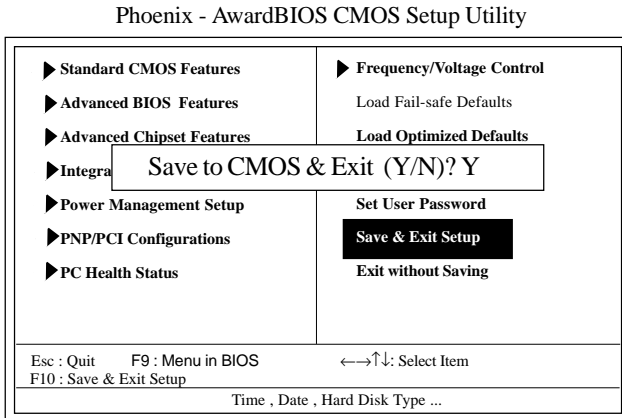 Phoenix - AwardBIOS CMOS Setup Utility
Standard CMOS Features
Advanced BIOS Features
Advanced Chipset Features
Integra
Power Management Setup
PNP/PCI Configurations
PC Health Status
Frequency/Voltage Control
Load Fail-safe Defaults
Load Optimized Defaults
Save to CMOS & Exit (Y/N)? Y
Set User Password
Save & Exit Setup
Exit without Saving
Esc : Quit F9 : Menu in BIOS ←→↑↓: Select Item
F10 : Save & Exit Setup
Time , Date , Hard Disk Type ...